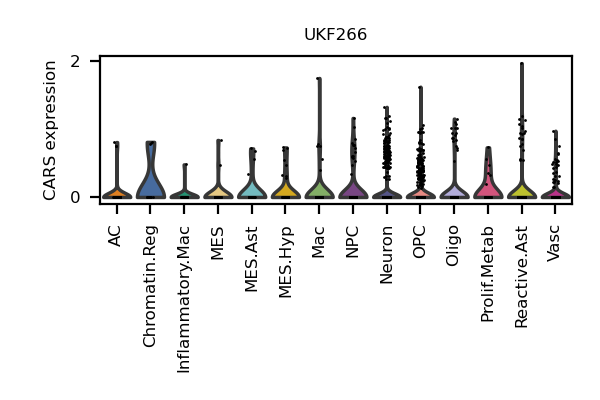 UKF266
CARS expression
2
0
AC
Chromatin.Reg
Inflammatory.Mac
MES
MES.Ast
MES.Hyp
Mac
NPC
Neuron
OPC
Oligo
Prolif.Metab
Reactive.Ast
Vasc